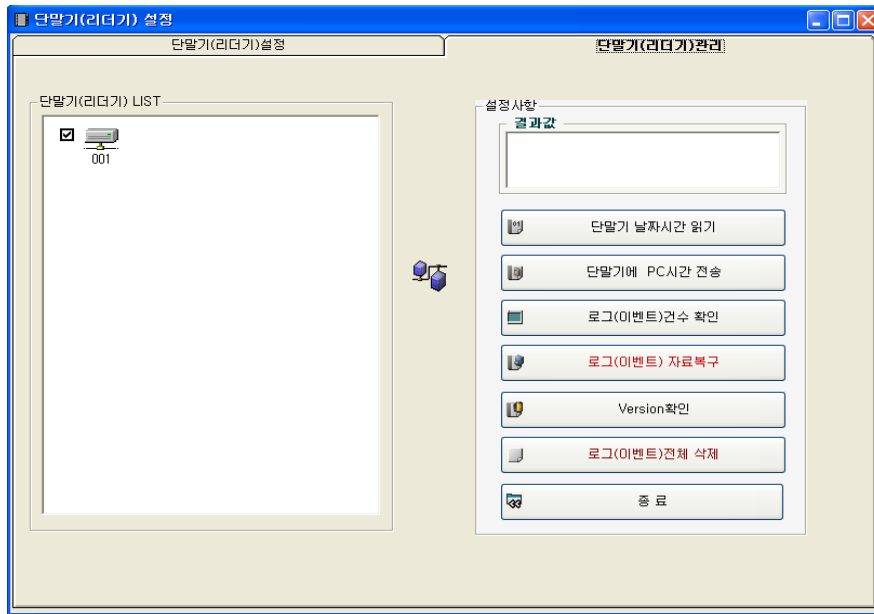 단말기(리더기) 설정
단말기(리더기)설정
단말기(리더기)관리
단말기(리더기) LIST
001
설정사항
결과값
단말기 날짜시간 읽기
단말기에 PC시간 전송
로그(이벤트)건수 확인
로그(이벤트) 자료복구
Version확인
로그(이벤트)전체 삭제
종 료